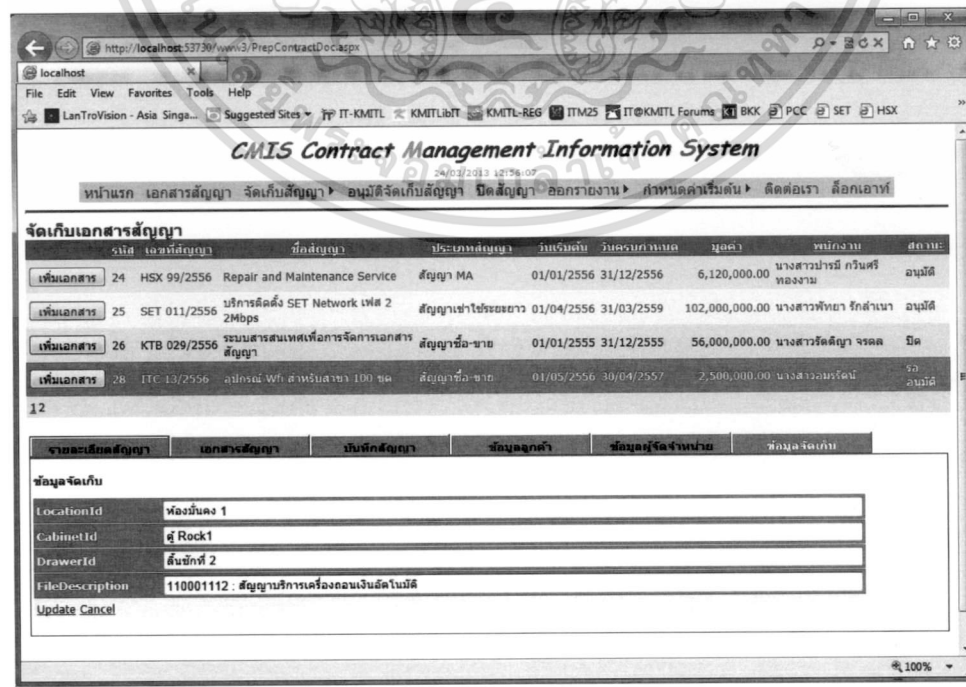 http://localhost:53730/www3/PrepContractDoc.aspx
localhost
File Edit View Favorites Tools Help
LanTroVision - Asia Singa... Suggested Sites IT-KMITL KMITLibIT KMITL-REG ITM25 IT@KMITL Forums BKK PCC SET HSX
CMIS Contract Management Information System
24/03/2013 12:56:07
หน้าแรก เอกสารสัญญา จัดเก็บสัญญา อนุมัติจัดเก็บสัญญา ปิดสัญญา ออกรายงาน กำหนดค่าเริ่มต้น ติดต่อเรา ล็อกเอาท์
จัดเก็บเอกสารสัญญา
รหัส เลขที่สัญญา ชื่อสัญญา ประเภทสัญญา วันเริ่มต้น วันครบกำหนด มูลค่า พนักงาน สถานะ
เพิ่มเอกสาร 24 HSX 99/2556 Repair and Maintenance Service สัญญา MA 01/01/2556 31/12/2556 6,120,000.00 นางสาวปารมี กวินศรีทองงาม อนุมัติ
เพิ่มเอกสาร 25 SET 011/2556 บริการติดตั้ง SET Network เฟส 2 2Mbps สัญญาเช่าใช้ระยะยาว 01/04/2556 31/03/2559 102,000,000.00 นางสาวพัทยา รักลำเนา อนุมัติ
เพิ่มเอกสาร 26 KTB 029/2556 ระบบสารสนเทศเพื่อการจัดการเอกสารสัญญา สัญญาซื้อ-ขาย 01/01/2555 31/12/2555 56,000,000.00 ปิด
เพิ่มเอกสาร 28 ITC 13/2556 อุปกรณ์ Wfi สำหรับสาขา 100 ชุด สัญญาซื้อ-ขาย 01/05/2556 30/04/2557 2,500,000.00 นางสาวอมรรัตน์ รออนุมัติ
12
รายละเอียดสัญญา เอกสารสัญญา บันทึกสัญญา ข้อมูลลูกค้า ข้อมูลผู้จัดจำหน่าย ข้อมูลจัดเก็บ
ข้อมูลจัดเก็บ
LocationId ห้องมั่นคง 1
CabinetId ตู้ Rock1
DrawerId ลิ้นชักที่ 2
FileDescription 110001112 : สัญญาบริการเครื่องถอนเงินอัตโนมัติ
Update Cancel
100%